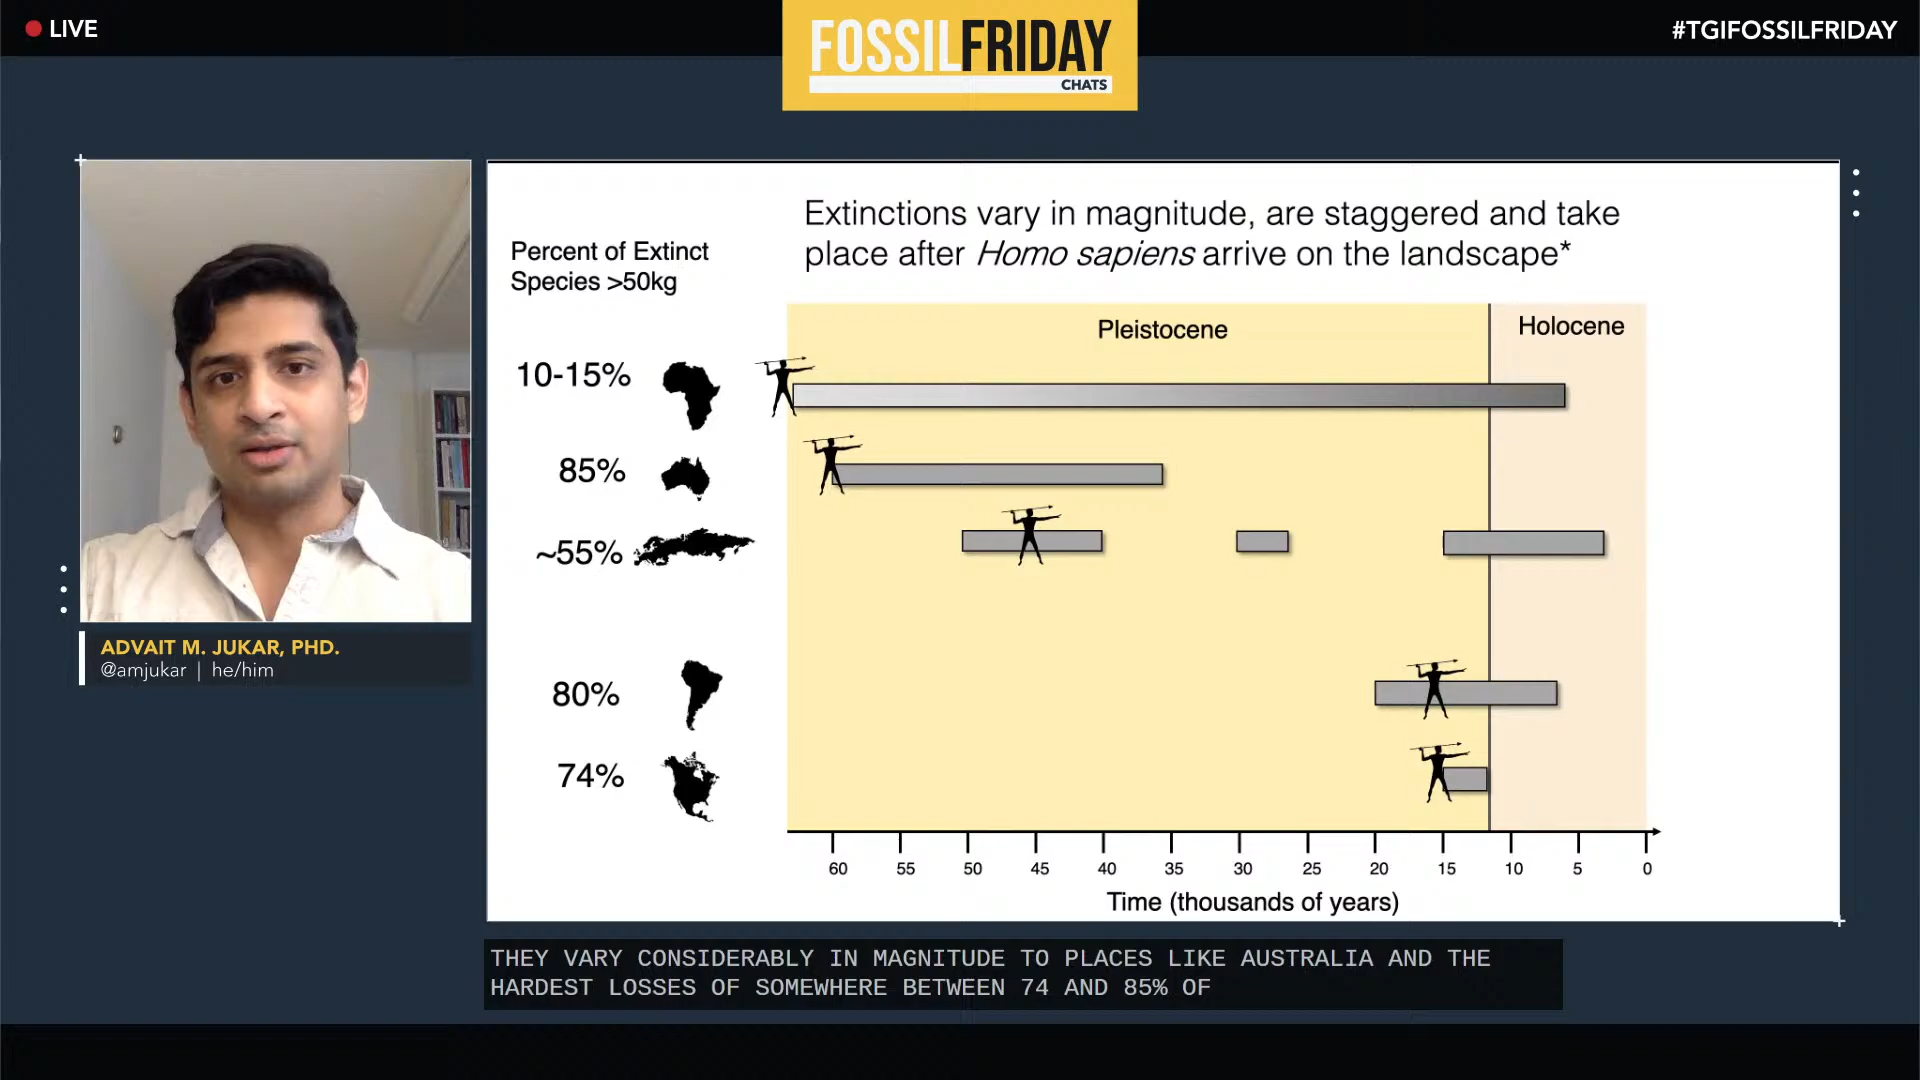 LIVE
FOSSILFRIDAY
CHATS
#TGIFOSSILFRIDAY
Extinctions vary in magnitude, are staggered and take
place after Homo sapiens arrive on the landscape*
Percent of Extinct
Species >50kg
Pleistocene
Holocene
10-15%
85%
~55%
80%
74%
60 55 50 45 40 35 30 25 20 15 10 5 0
Time (thousands of years)
ADVAIT M. JUKAR, PHD.
@amjukar | he/him
THEY VARY CONSIDERABLY IN MAGNITUDE TO PLACES LIKE AUSTRALIA AND THE
HARDEST LOSSES OF SOMEWHERE BETWEEN 74 AND 85% OF